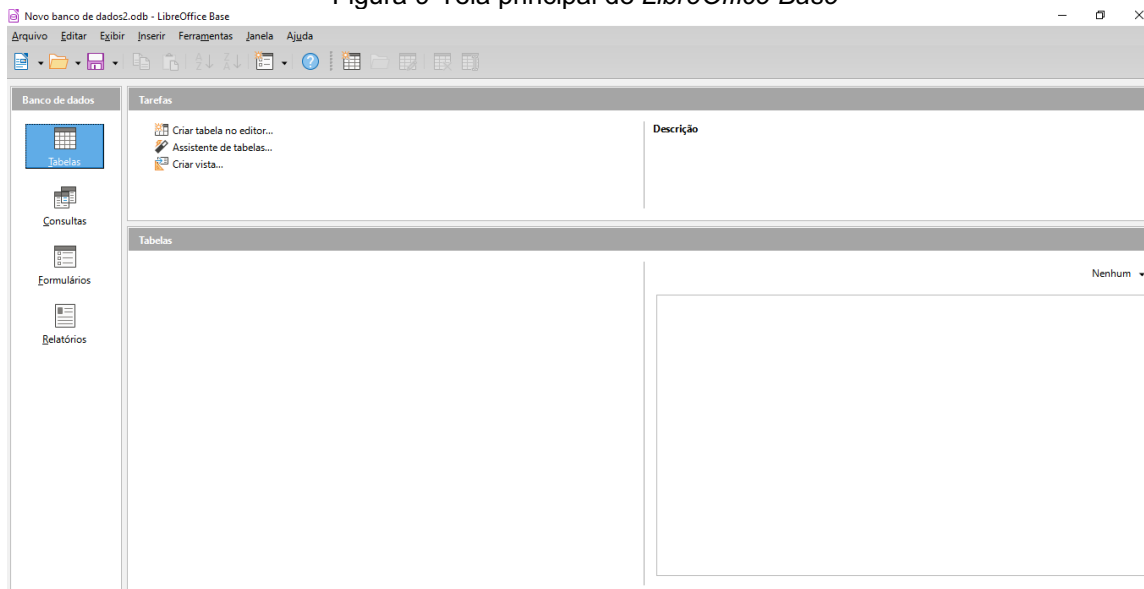 Figura 9 Tela principal do LibreOffice Base
Novo banco de dados2.odb - LibreOffice Base
Arquivo Editar Exibir Inserir Ferramentas Janela Ajuda
Banco de dados
Tarefas
Tabelas
Consultas
Formulários
Relatórios
Criar tabela no editor...
Assistente de tabelas...
Criar vista...
Descrição
Tabelas
Nenhum